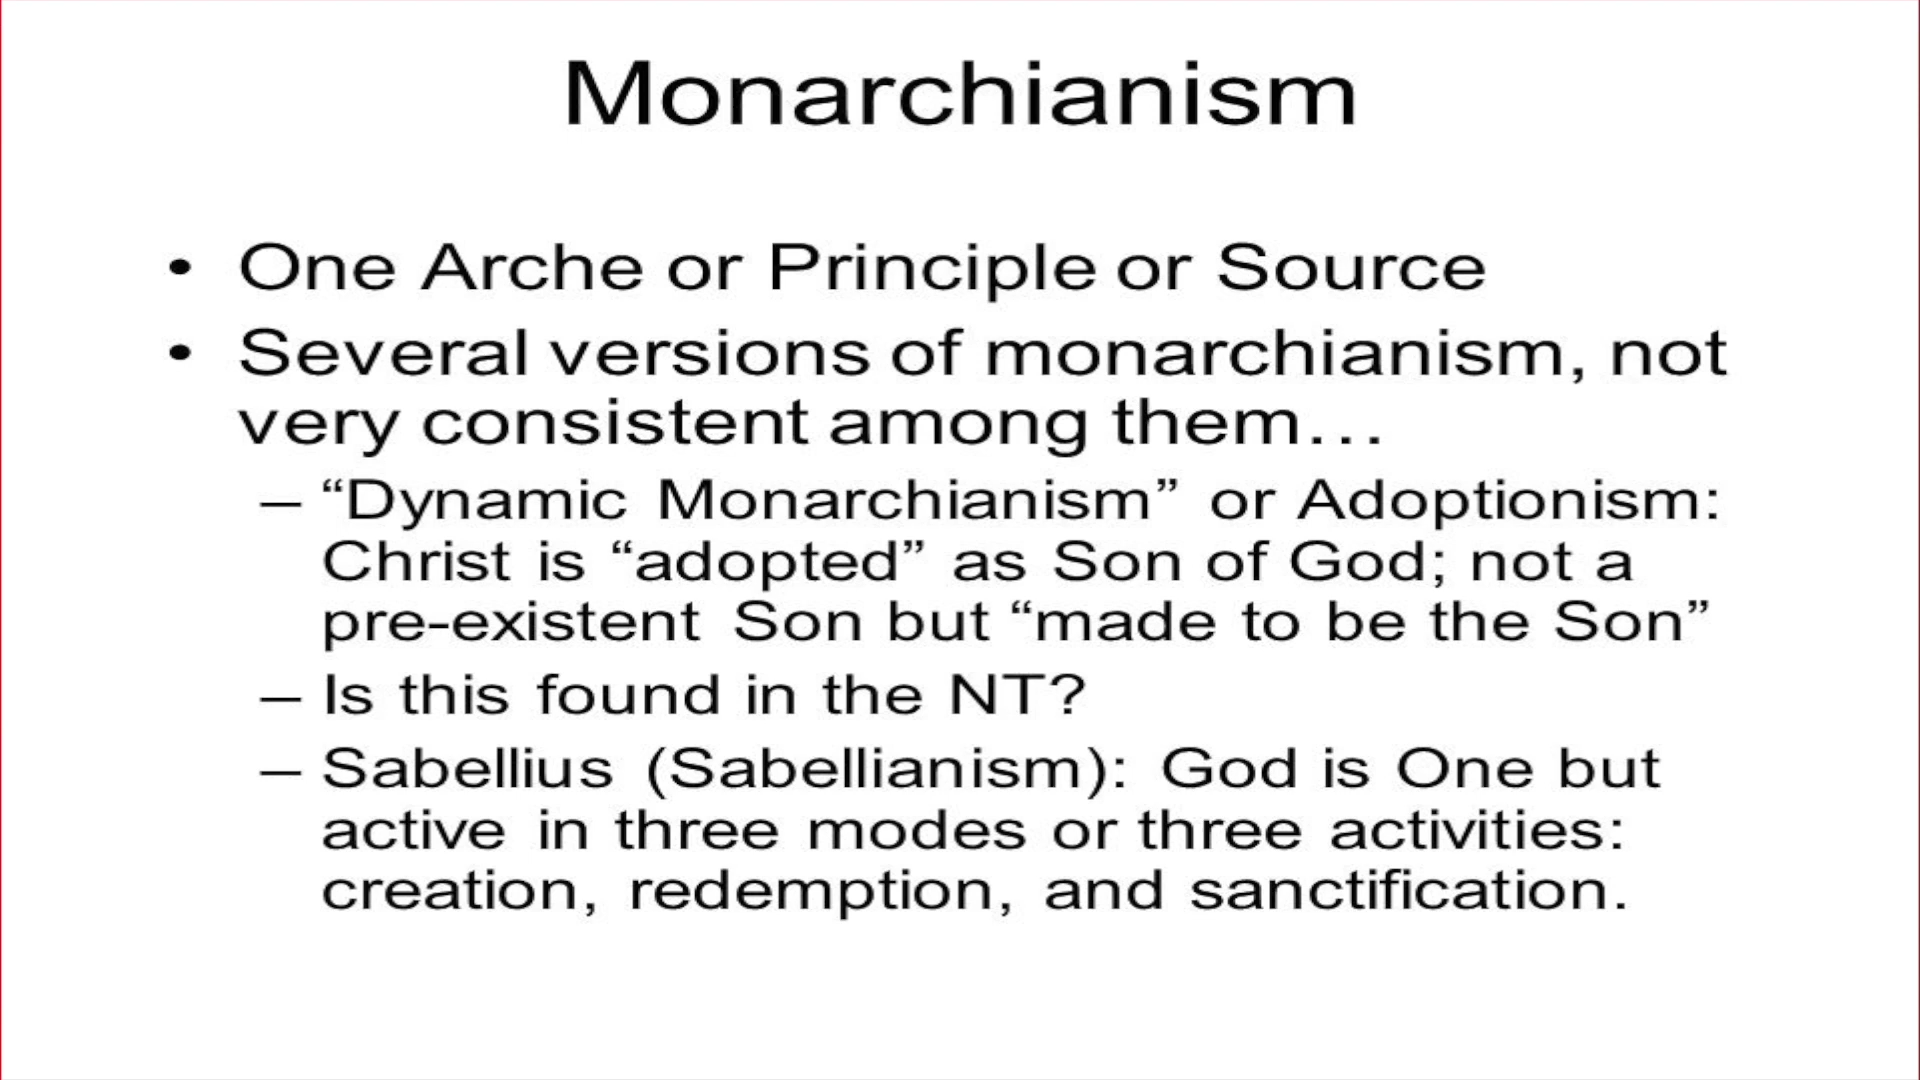 Monarchianism
• One Arche or Principle or Source
• Several versions of monarchianism, not
very consistent among them…
– “Dynamic Monarchianism” or Adoptionism:
Christ is “adopted” as Son of God; not a
pre-existent Son but “made to be the Son”
– Is this found in the NT?
– Sabellius (Sabellianism): God is One but
active in three modes or three activities:
creation, redemption, and sanctification.